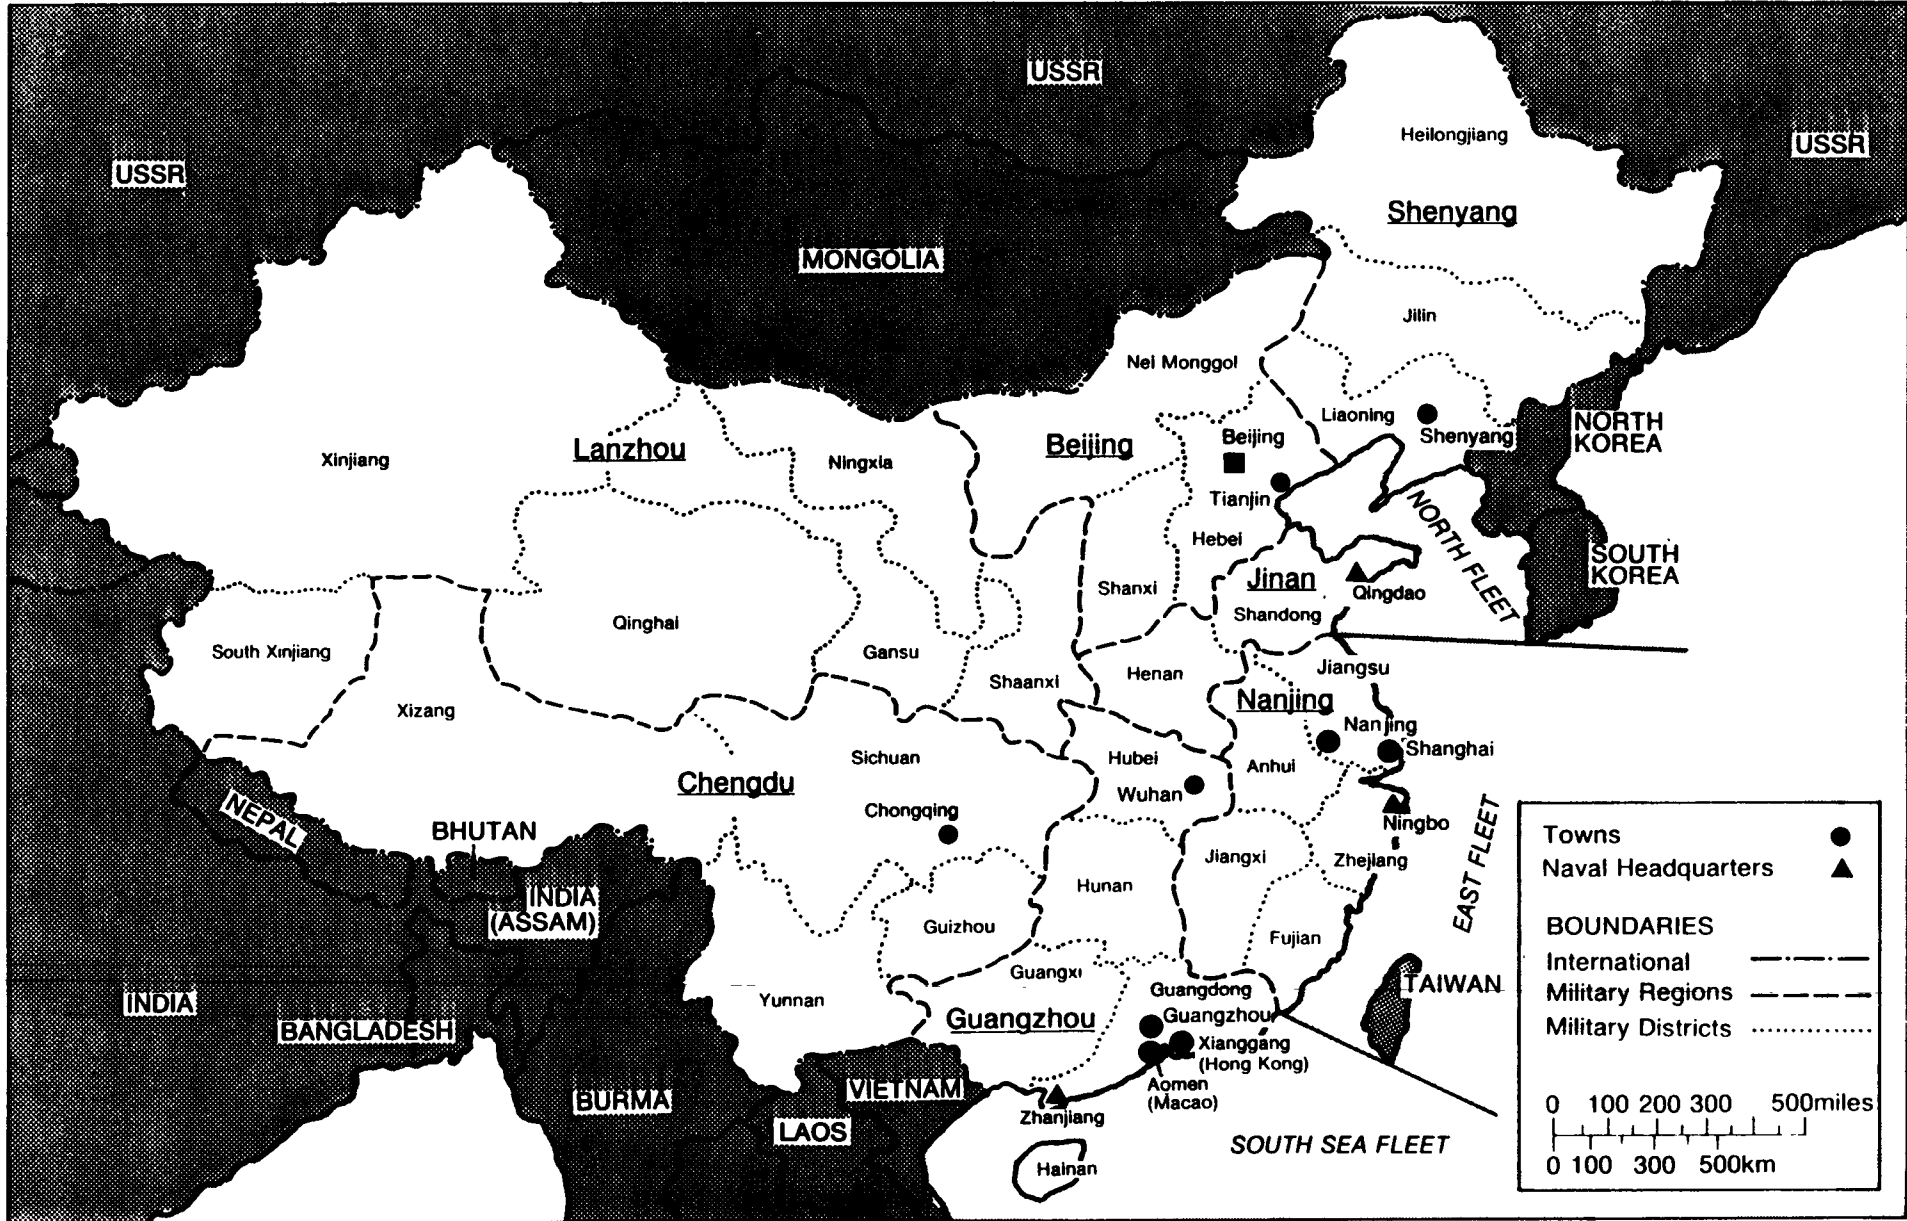 USSR
USSR
USSR
Heilongjiang
Shenyang
MONGOLIA
Jilin
Nei Monggol
Liaoning
Shenyang
NORTH
KOREA
Xinjiang
Lanzhou
Ningxia
Beijing
Beijing
Tianjin
Hebei
NORTH FLEET
SOUTH
KOREA
Shanxi
Jinan
Shandong
Qingdao
South Xinjiang
Qinghai
Gansu
Shaanxi
Henan
Jiangsu
Xizang
Nanjing
Nanjing
Shanghai
Sichuan
Hubei
Anhui
Chengdu
Wuhan
Chongqing
Ningbo
NEPAL
BHUTAN
EAST FLEET
INDIA
(ASSAM)
Jiangxi
Zhejiang
Hunan
Guizhou
Fujian
INDIA
Guangxi
Guangdong
TAIWAN
Yunnan
BANGLADESH
Guangzhou
Guangzhou
Xianggang
(Hong Kong)
Aomen
(Macao)
BURMA
VIETNAM
LAOS
Zhanjiang
SOUTH SEA FLEET
Hainan
Towns
Naval Headquarters
BOUNDARIES
International
Military Regions
Military Districts
0 100 200 300 500miles
0 100 300 500km